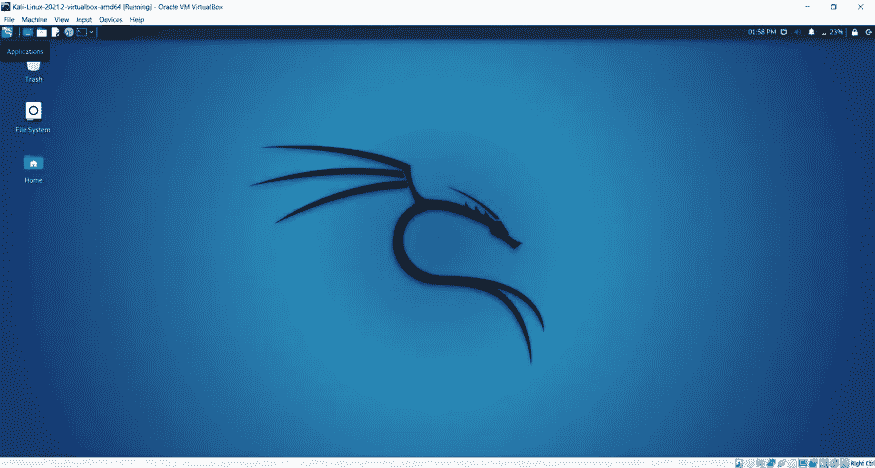 Kali-Linux-2021.2-virtualbox-amd64 [Running] - Oracle VM VirtualBox
File Machine View Input Devices Help
01:58 PM 23%
Applications
Trash
File System
Home
Right Ctrl